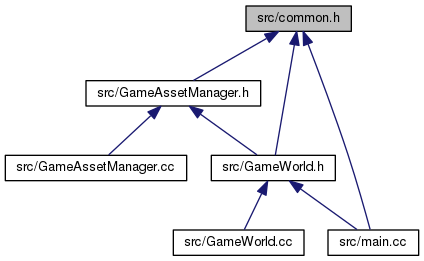 src/common.h
src/GameAssetManager.h
src/GameAssetManager.cc
src/GameWorld.h
src/GameWorld.cc
src/main.cc